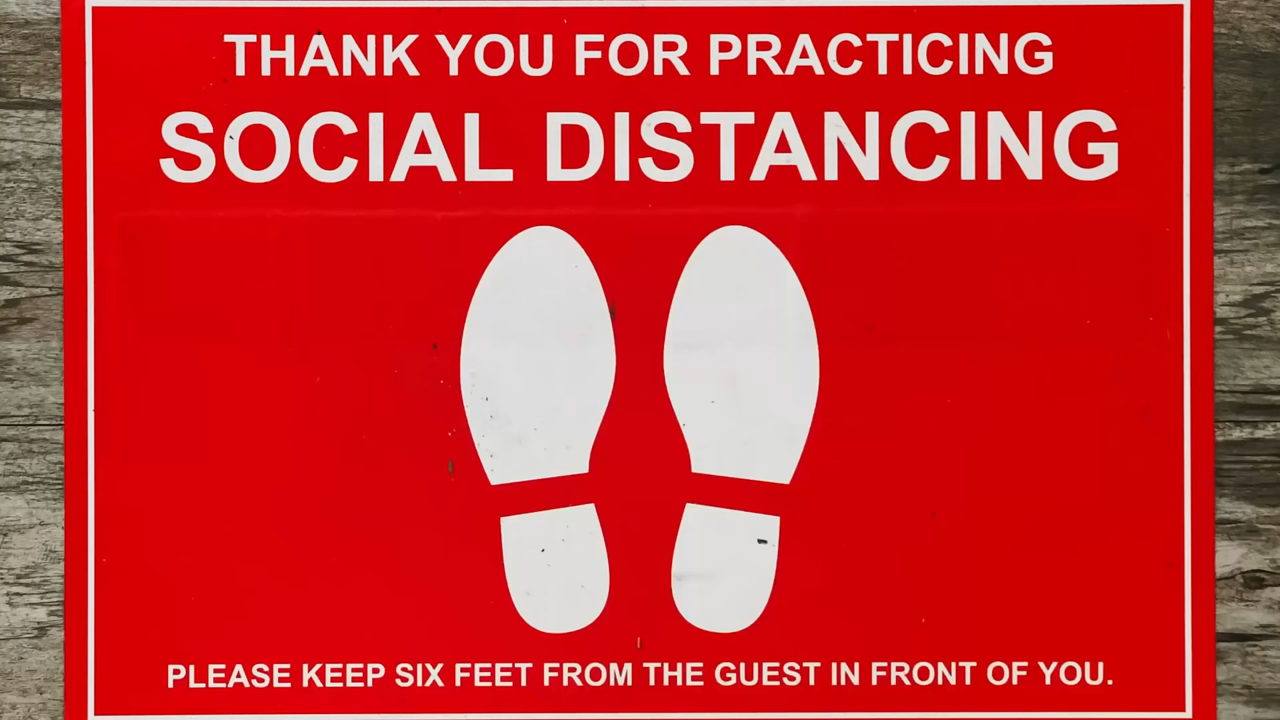 THANK YOU FOR PRACTICING
SOCIAL DISTANCING
PLEASE KEEP SIX FEET FROM THE GUEST IN FRONT OF YOU.